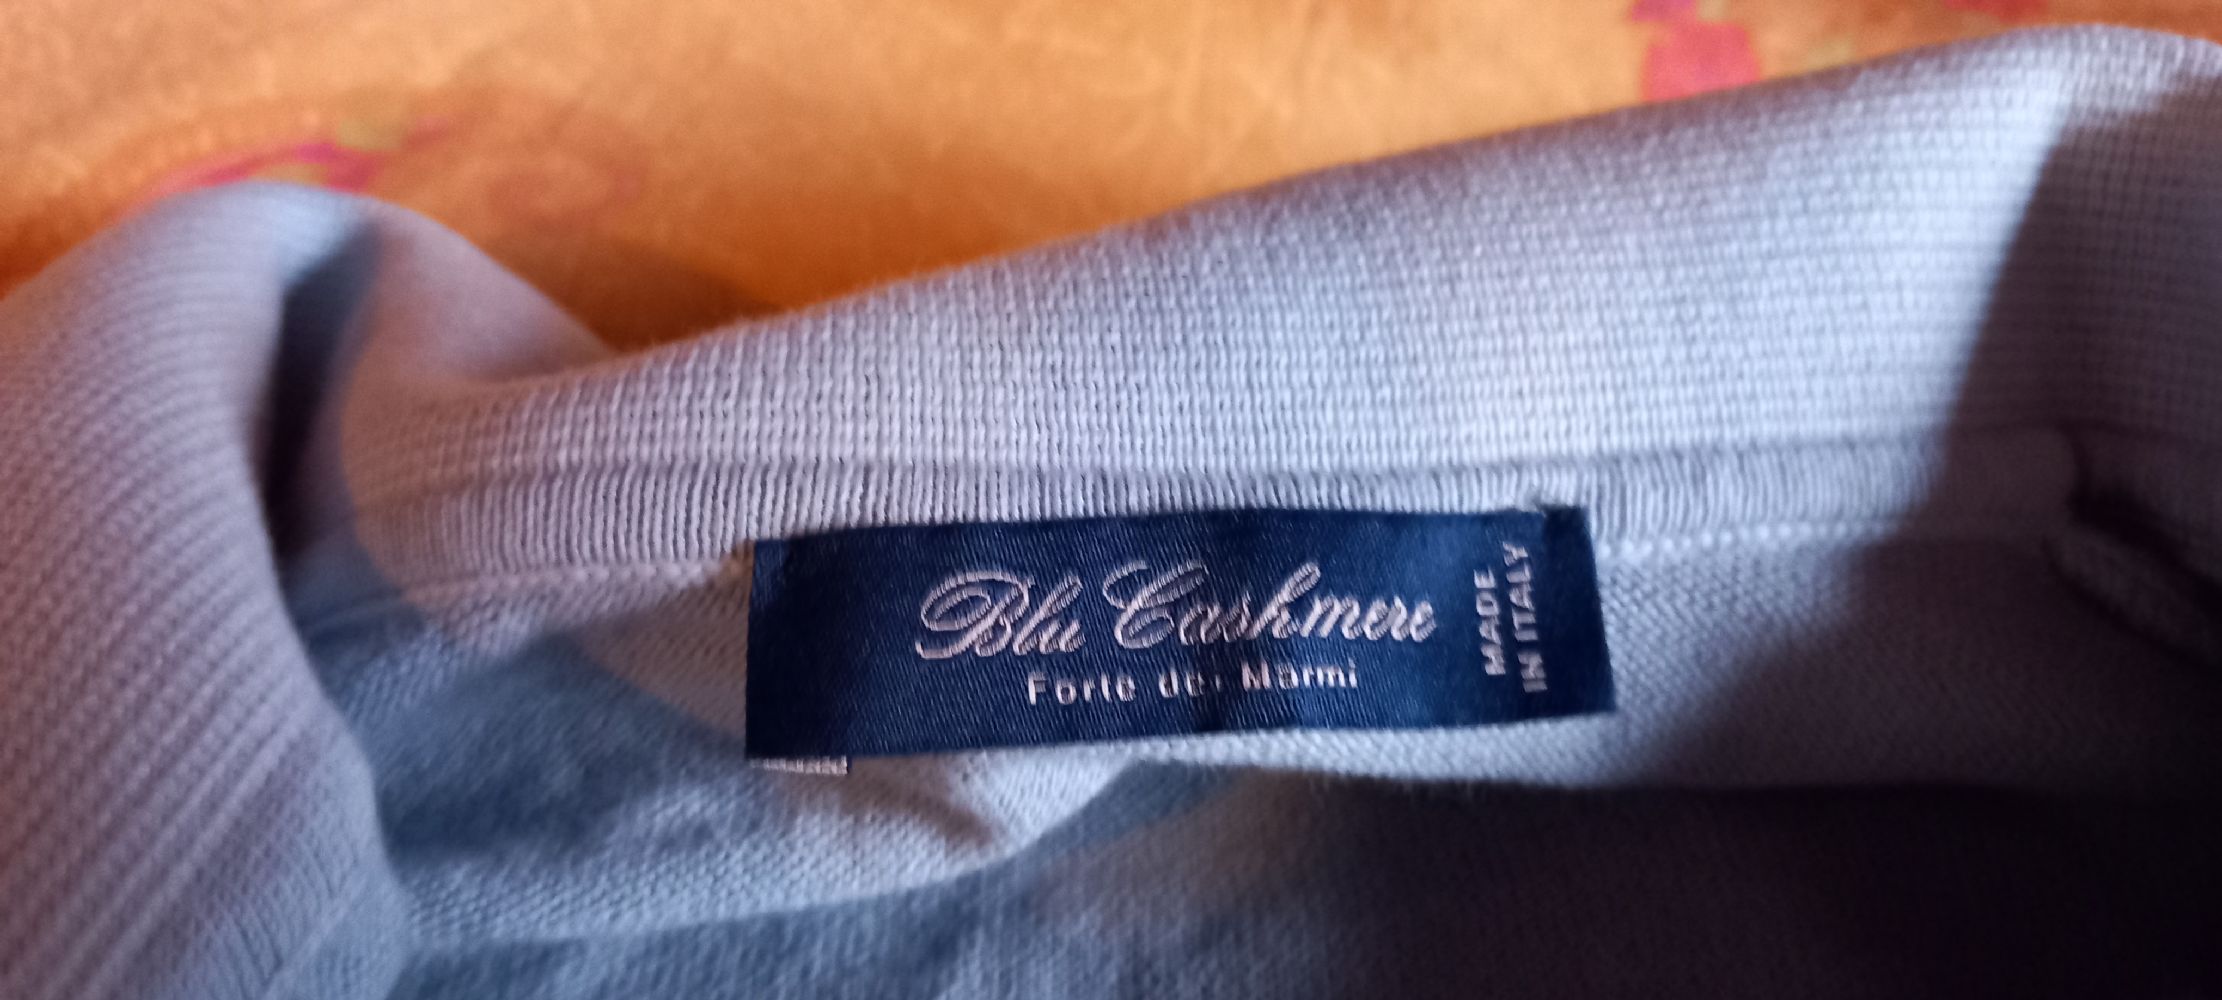 Blu Cashmere
Forte dei Marmi
MADE
IN ITALY